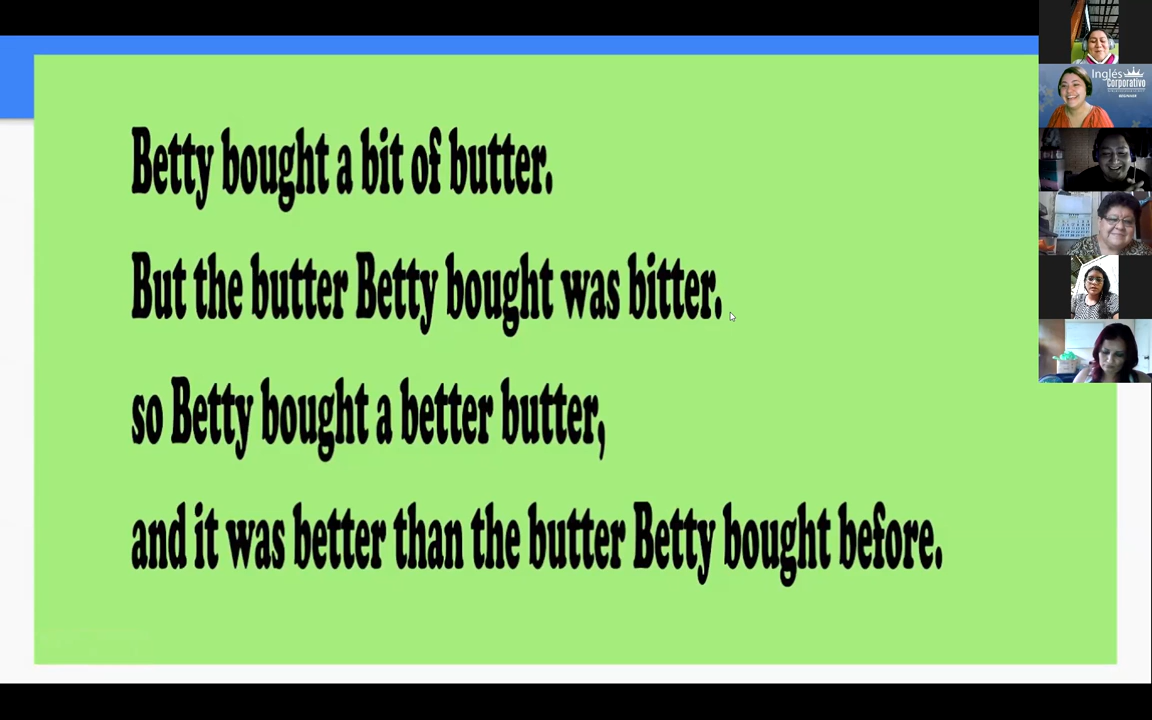 Betty bought a bit of butter.
But the butter Betty bought was bitter.
so Betty bought a better butter,
and it was better than the butter Betty bought before.
Inglés
Corporativo